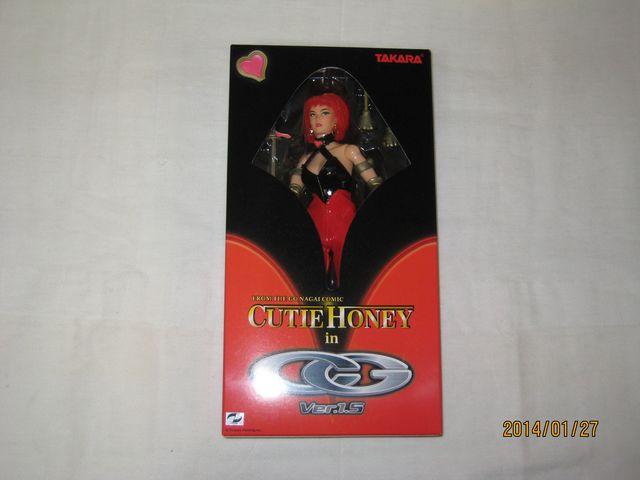 TAKARA
FROM THE GO NAGAI COMIC
CUTIE HONEY
in
CG
Ver.1.5
2014/01/27